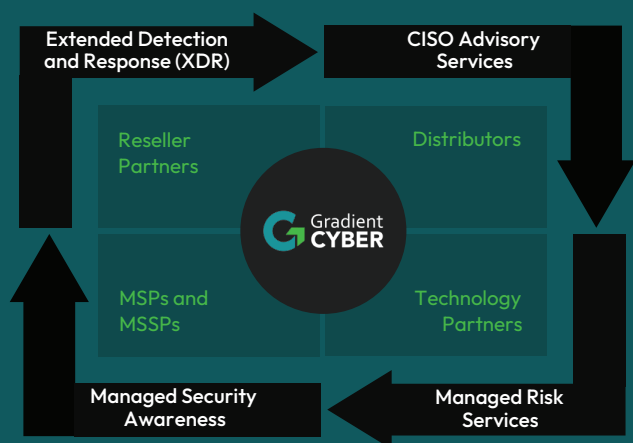 Extended Detection
and Response (XDR)
CISO Advisory
Services
Reseller
Partners
Distributors
Gradient
CYBER
MSPs and
MSSPs
Technology
Partners
Managed Security
Awareness
Managed Risk
Services